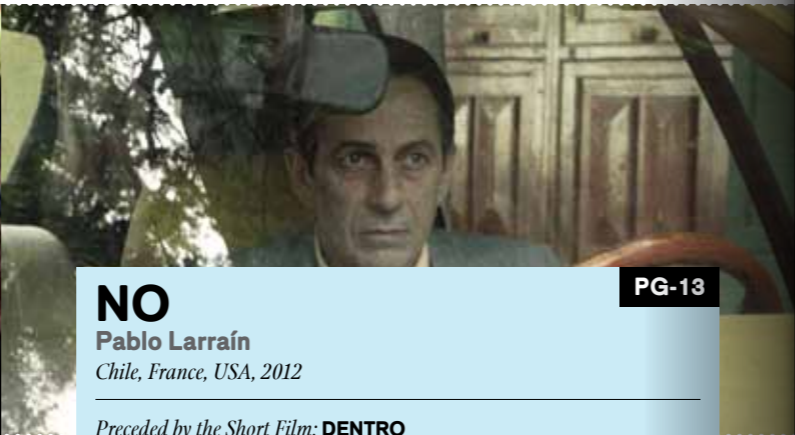 PG-13
NO
Pablo Larraín
Chile, France, USA, 2012
Preceded by the Short Film: DENTRO